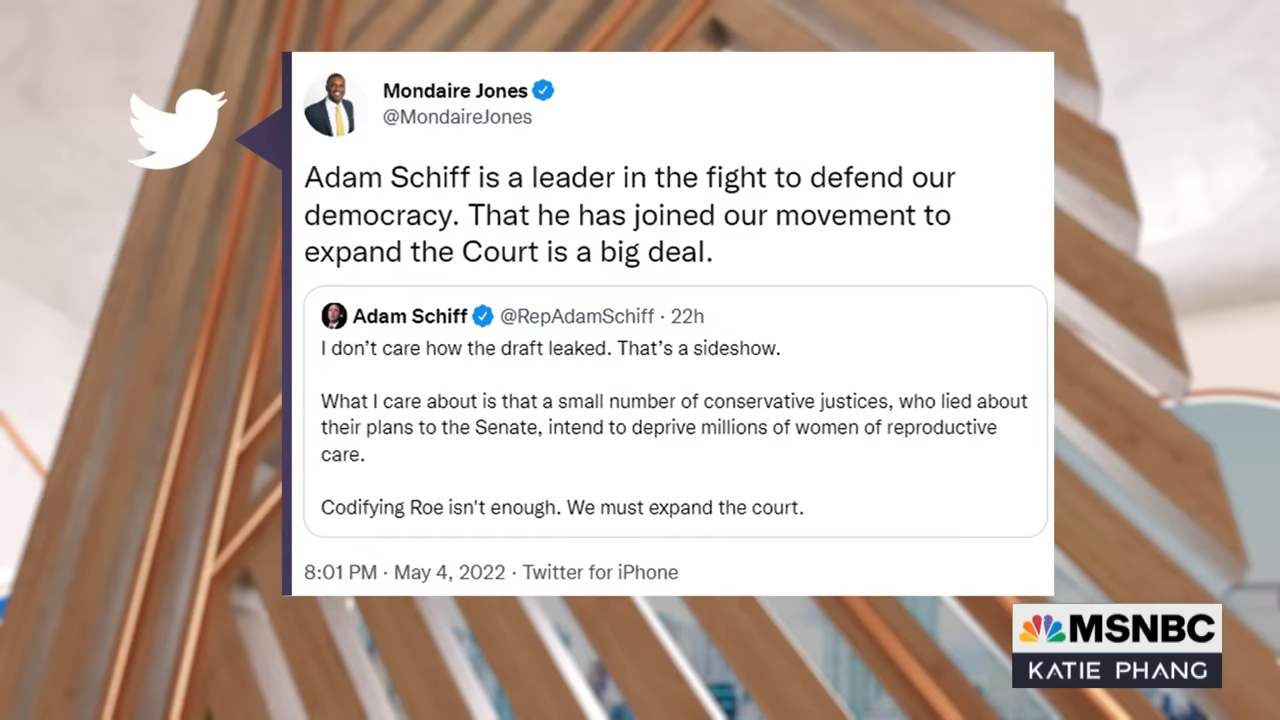 Mondaire Jones
@MondaireJones
Adam Schiff is a leader in the fight to defend our
democracy. That he has joined our movement to
expand the Court is a big deal.
Adam Schiff @RepAdamSchiff · 22h
I don’t care how the draft leaked. That’s a sideshow.
What I care about is that a small number of conservative justices, who lied about
their plans to the Senate, intend to deprive millions of women of reproductive
care.
Codifying Roe isn't enough. We must expand the court.
8:01 PM · May 4, 2022 · Twitter for iPhone
MSNBC
KATIE PHANG